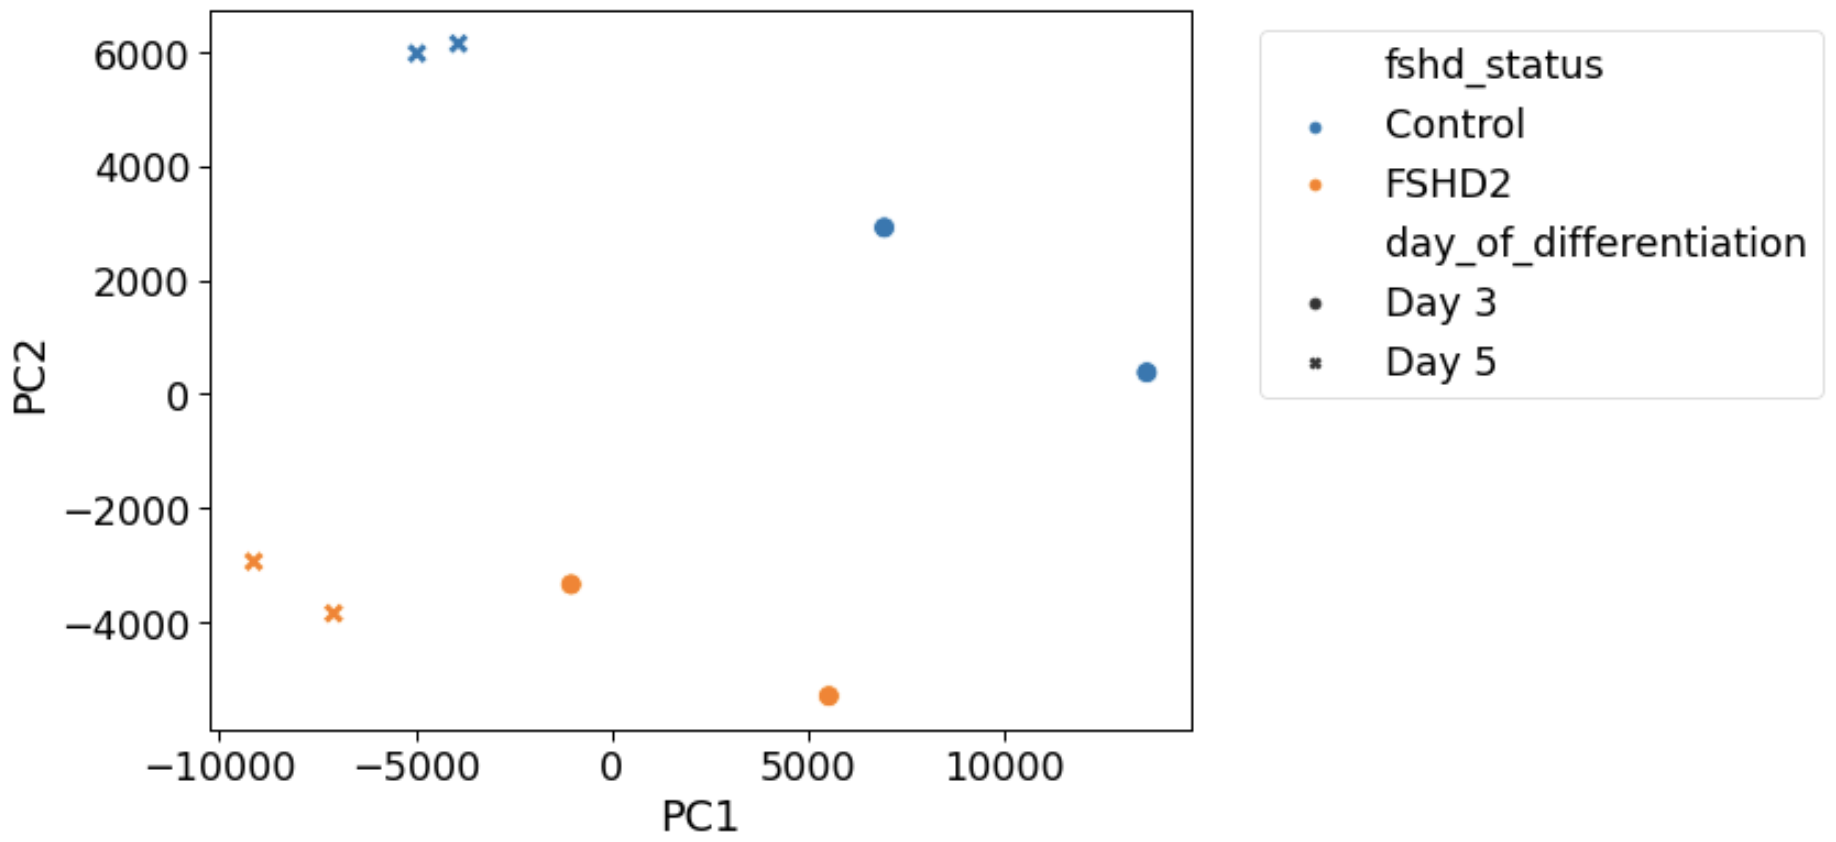 6000
4000
2000
0
−2000
−4000
PC2
−10000 −5000 0 5000 10000
PC1
fshd_status
Control
FSHD2
day_of_differentiation
Day 3
Day 5